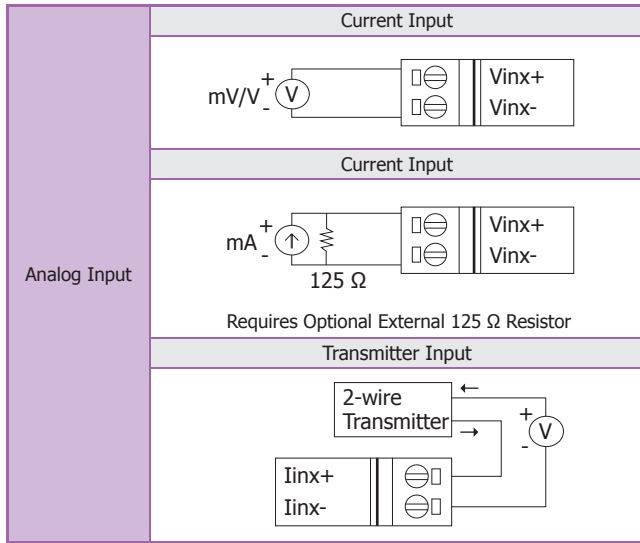 Analog Input
Current Input
mV/V
+
-
V
Vinx+
Vinx-
Current Input
mA
+
-
125 Ω
Vinx+
Vinx-
Requires Optional External 125 Ω Resistor
Transmitter Input
2-wire
Transmitter
+
-
V
Iinx+
Iinx-